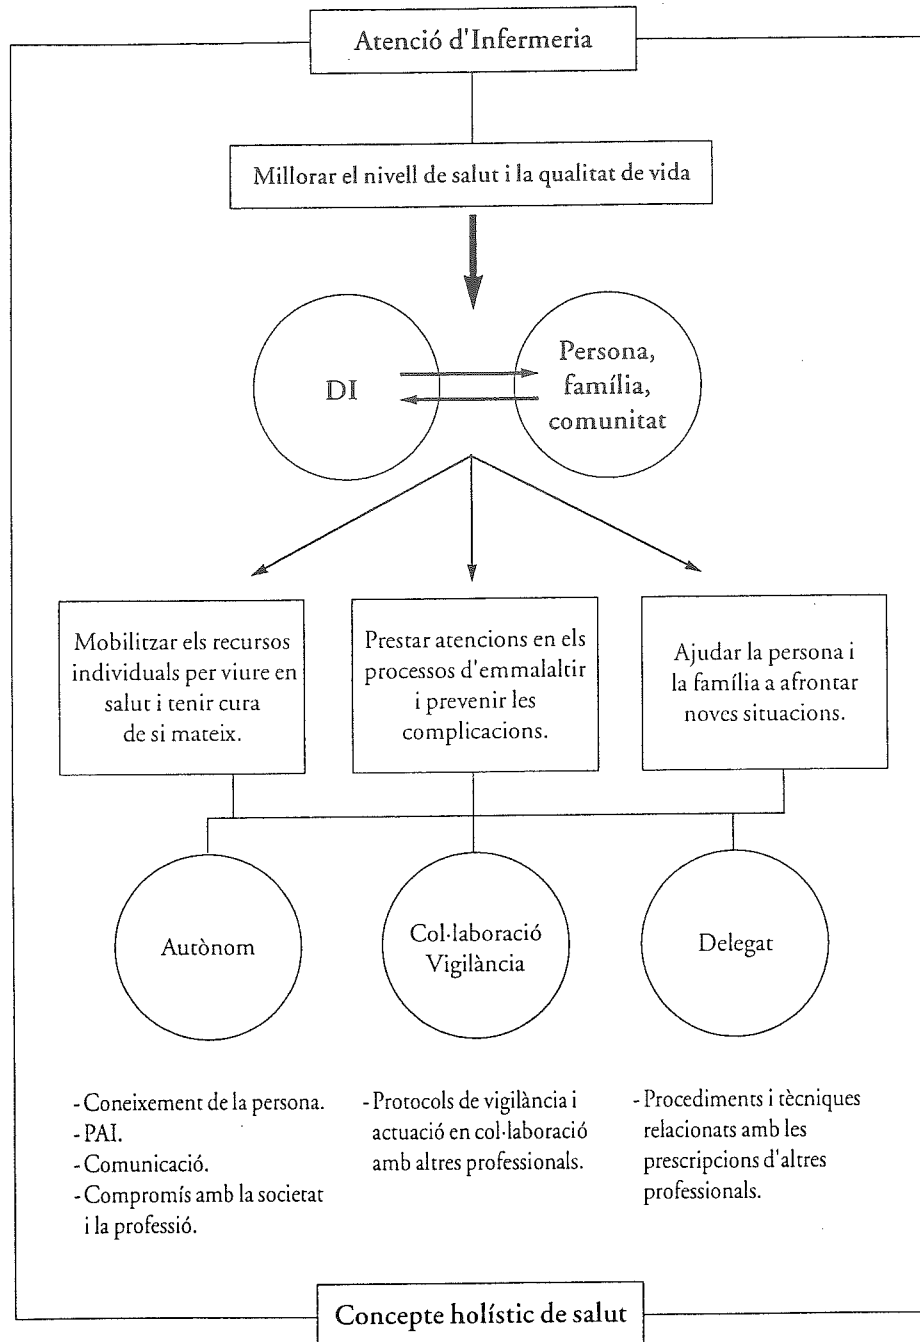 Atenció d'Infermeria
Millorar el nivell de salut i la qualitat de vida
DI
Persona,
família,
comunitat
Mobilitzar els recursos
individuals per viure en
salut i tenir cura
de si mateix.
Prestar atencions en els
processos d'emmalaltir
i prevenir les
complicacions.
Ajudar la persona i
la família a afrontar
noves situacions.
Autònom
Col·laboració
Vigilància
Delegat
- Coneixement de la persona.
- PAI.
- Comunicació.
- Compromís amb la societat
i la professió.
- Protocols de vigilància i
actuació en col·laboració
amb altres professionals.
- Procediments i tècniques
relacionats amb les
prescripcions d'altres
professionals.
Concepte holístic de salut